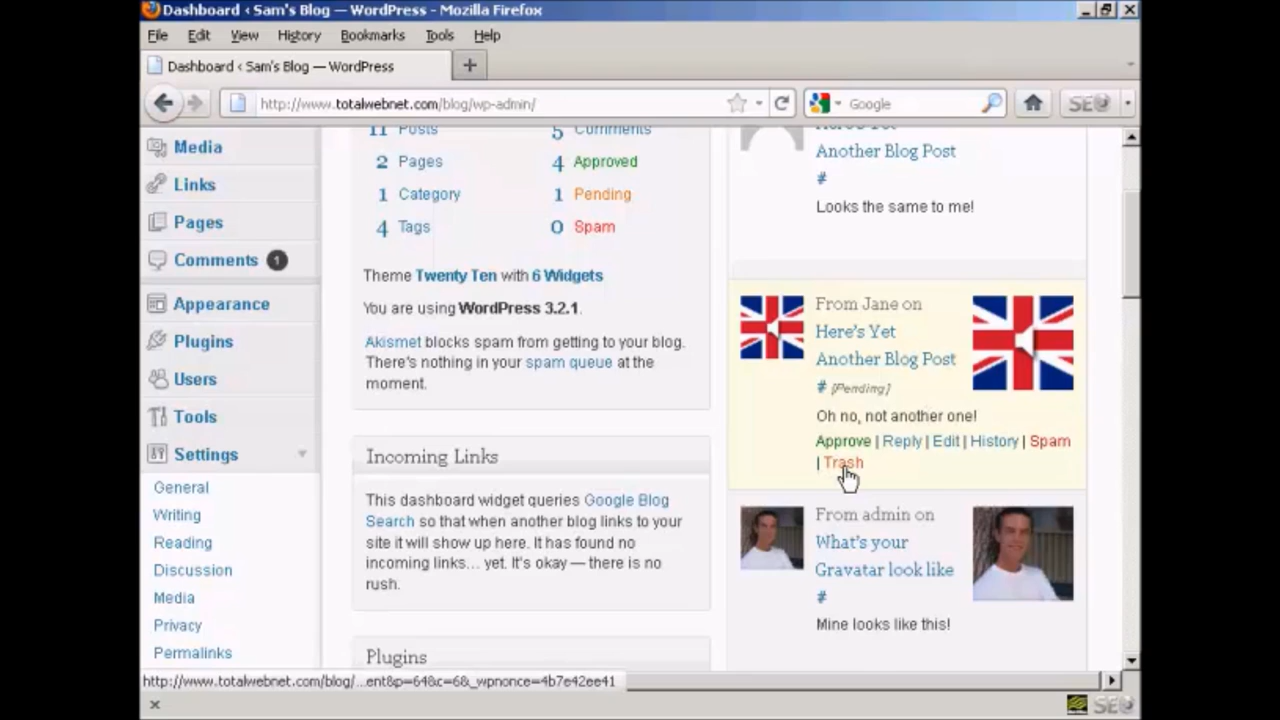 Dashboard ‹ Sam's Blog — WordPress - Mozilla Firefox
File Edit View History Bookmarks Tools Help
Dashboard ‹ Sam's Blog — WordPress
http://www.totalwebnet.com/blog/wp-admin/
Google
SEO
Media
Links
Pages
Comments 1
Appearance
Plugins
Users
Tools
Settings
General
Writing
Reading
Discussion
Media
Privacy
Permalinks
11 Posts 5 Comments
2 Pages 4 Approved
1 Category 1 Pending
4 Tags 0 Spam
Theme Twenty Ten with 6 Widgets
You are using WordPress 3.2.1.
Akismet blocks spam from getting to your blog.
There's nothing in your spam queue at the
moment.
Incoming Links
This dashboard widget queries Google Blog
Search so that when another blog links to your
site it will show up here. It has found no
incoming links... yet. It's okay — there is no
rush.
Plugins
Here's Yet
Another Blog Post
#
Looks the same to me!
From Jane on
Here's Yet
Another Blog Post
# [Pending]
Oh no, not another one!
Approve | Reply | Edit | History | Spam
| Trash
From admin on
What's your
Gravatar look like
#
Mine looks like this!
http://www.totalwebnet.com/blog/...ent&p=64&c=6&_wpnonce=4b7e42ee41
SEO